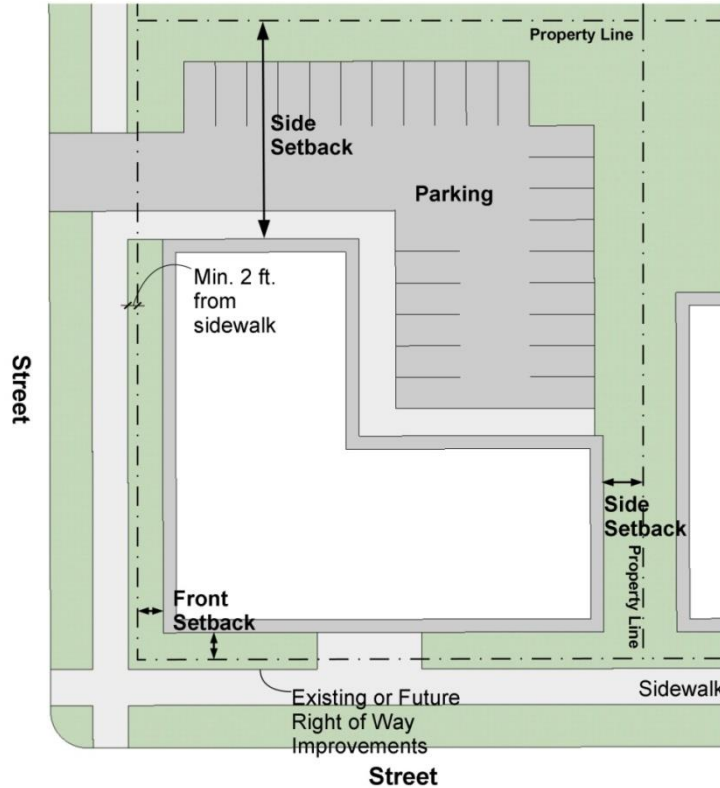 Property Line
Side
Setback
Parking
Min. 2 ft.
from
sidewalk
Street
Side
Setback
Property Line
Front
Setback
Sidewalk
Existing or Future
Right of Way
Improvements
Street